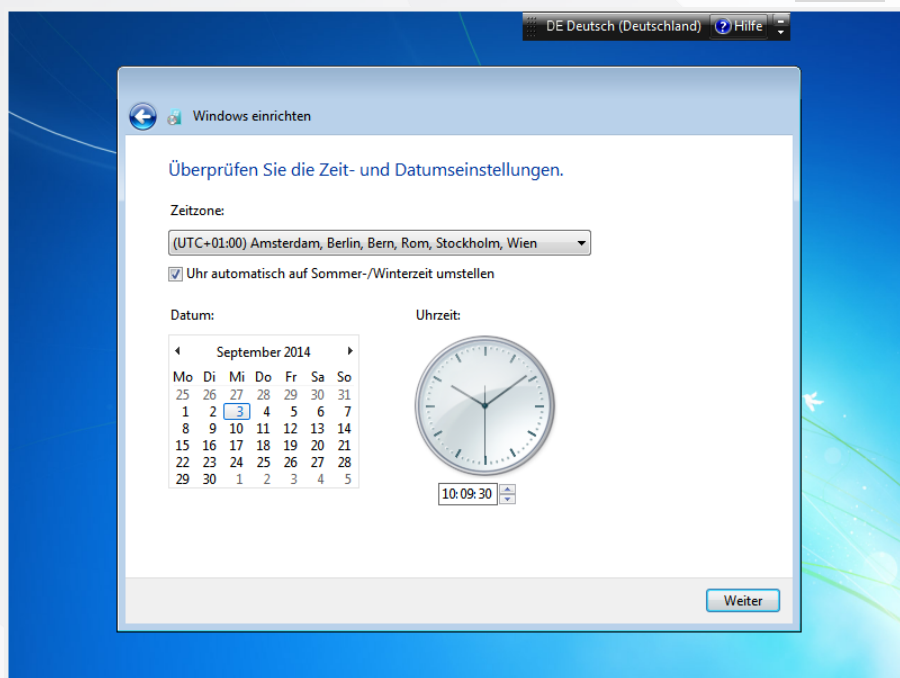 DE Deutsch (Deutschland) Hilfe
Windows einrichten
Überprüfen Sie die Zeit- und Datumseinstellungen.
Zeitzone:
(UTC+01:00) Amsterdam, Berlin, Bern, Rom, Stockholm, Wien
Uhr automatisch auf Sommer-/Winterzeit umstellen
Datum:
Uhrzeit:
September 2014
Mo Di Mi Do Fr Sa So
25 26 27 28 29 30 31
1 2 3 4 5 6 7
8 9 10 11 12 13 14
15 16 17 18 19 20 21
22 23 24 25 26 27 28
29 30 1 2 3 4 5
10:09:30
Weiter